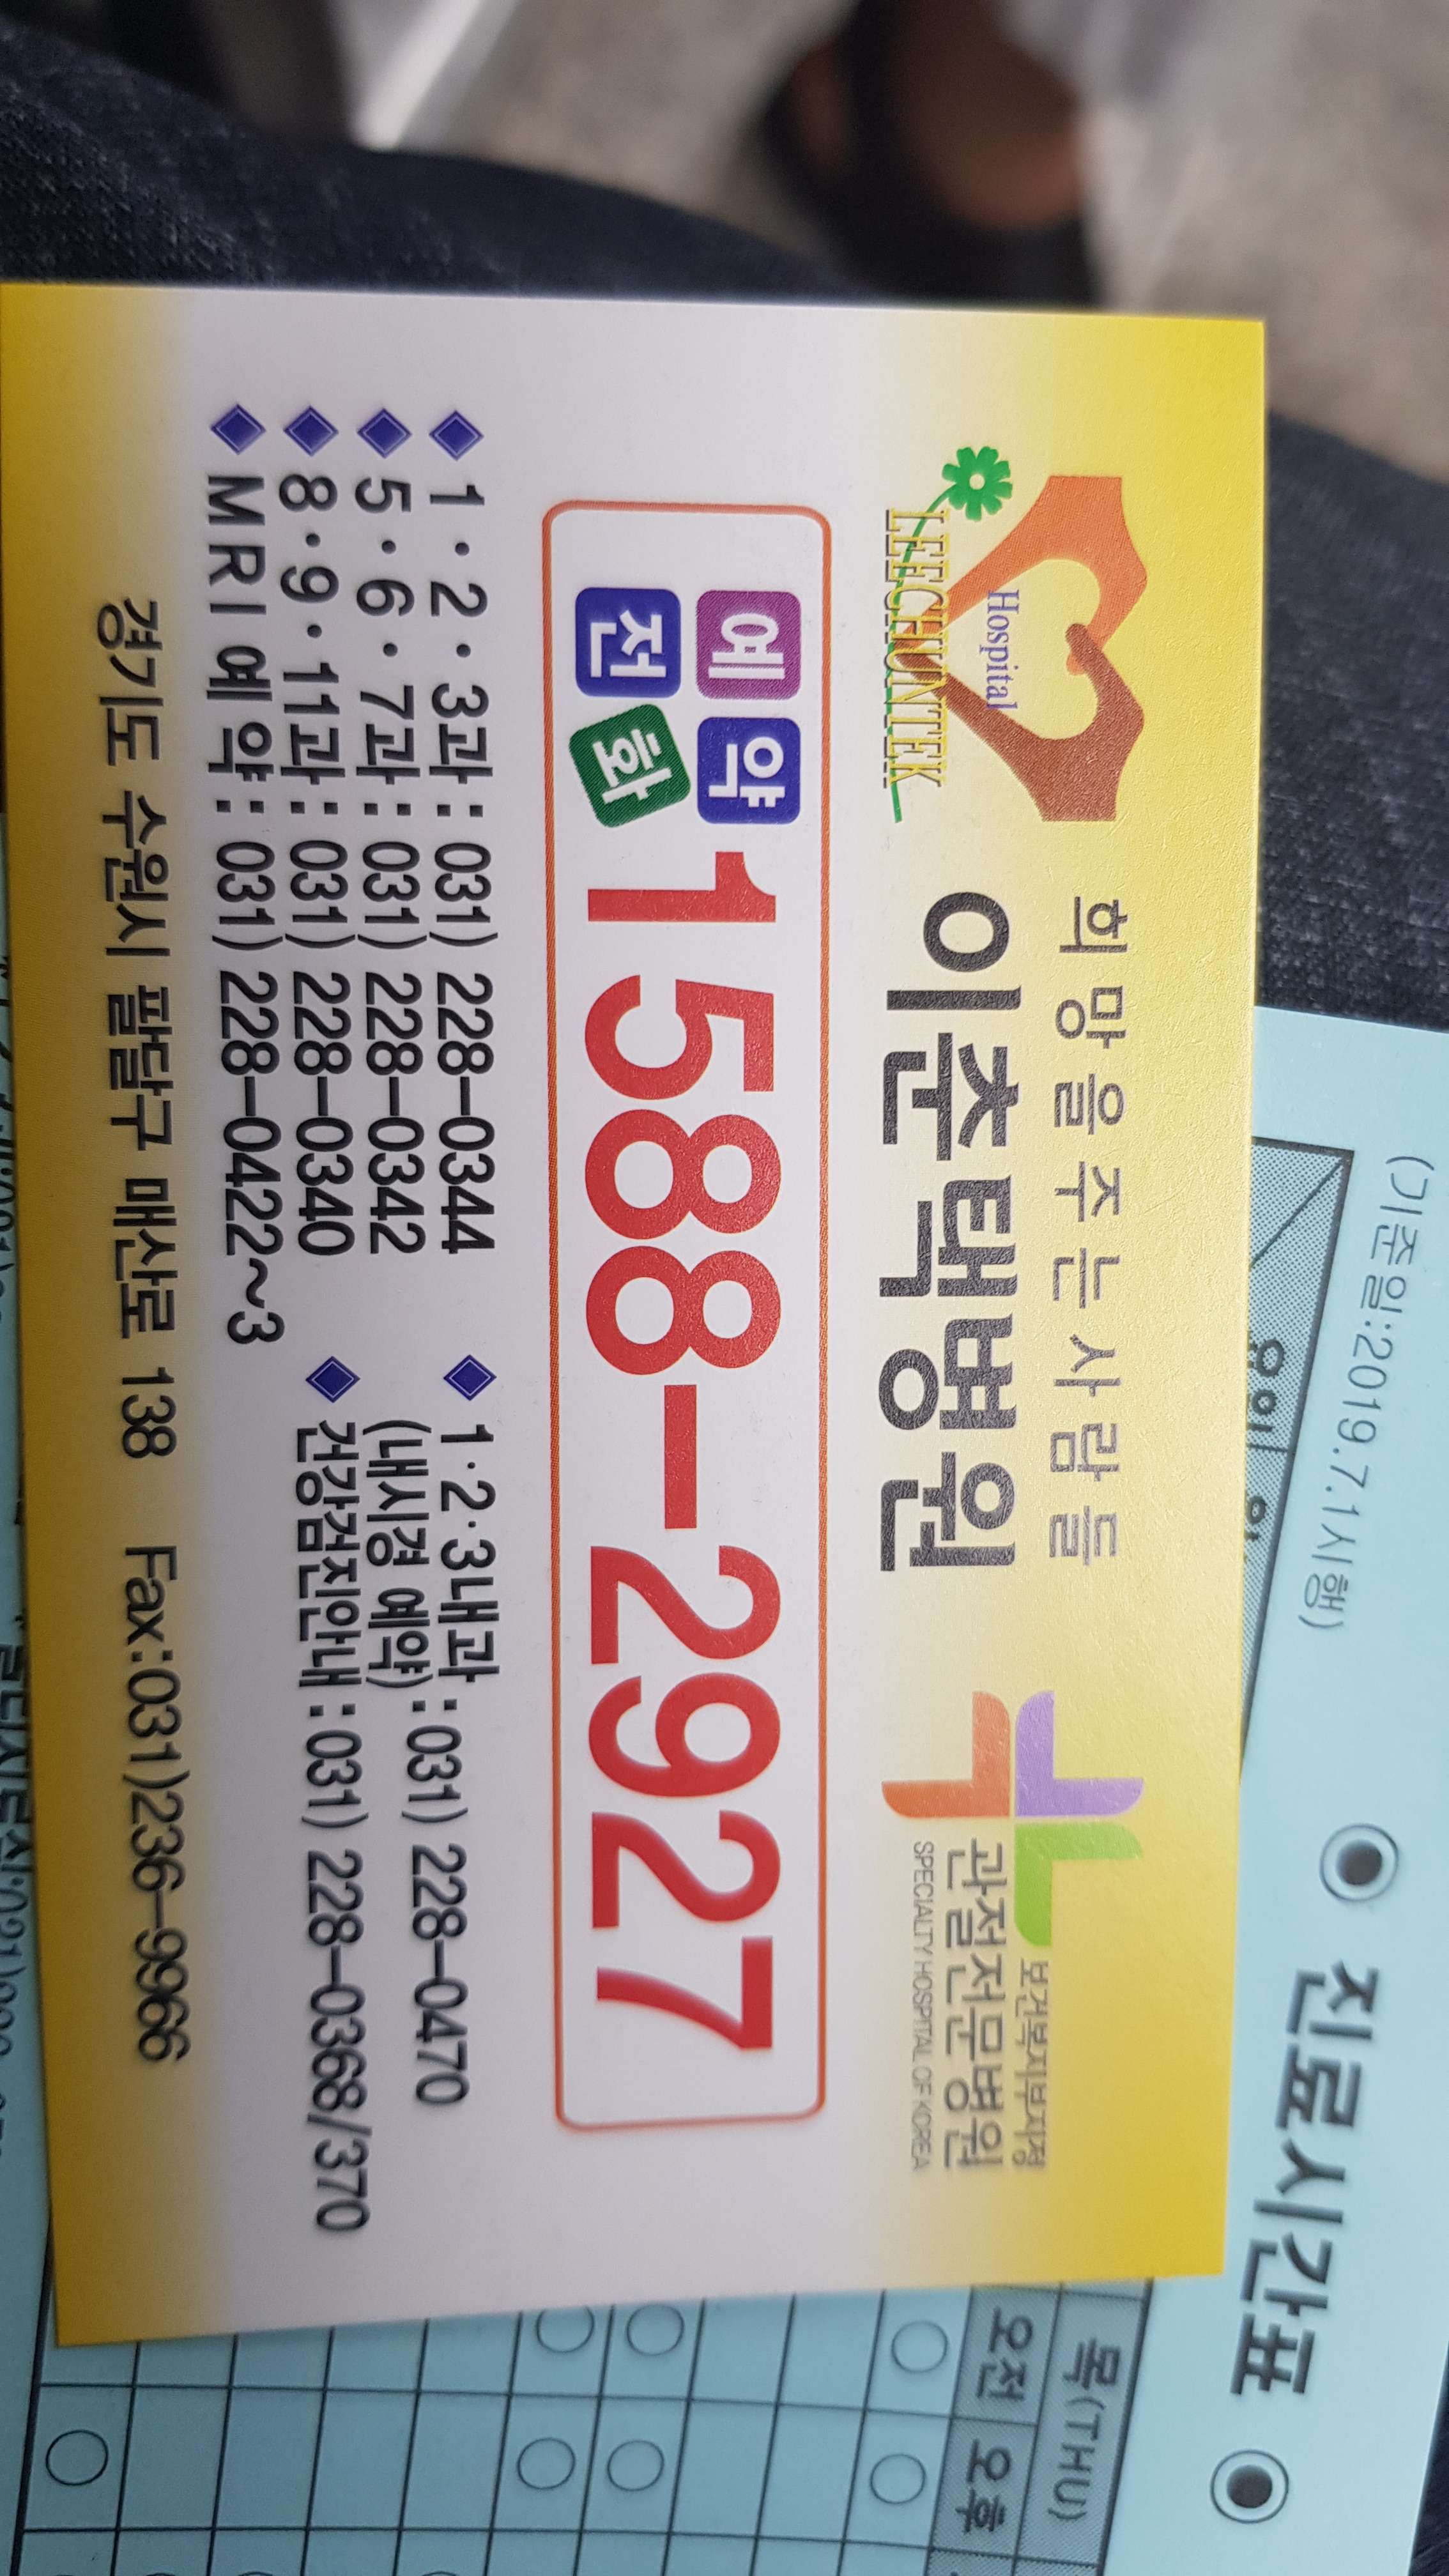 희망을주는사람들
이춘택병원
Hospital
LEECHUNTEK
보건복지부지정
관절전문병원
SPECIALTY HOSPITAL OF KOREA
예약
전화
1588-2927
◆ 1·2·3과 : 031) 228-0344
◆ 5·6·7과 : 031) 228-0342
◆ 8·9·11과 : 031) 228-0340
◆ MRI 예약 : 031) 228-0422~3
◆ 1·2·3내과
(내시경 예약) : 031) 228-0470
◆ 건강검진안내 : 031) 228-0368/370
경기도 수원시 팔달구 매산로 138 Fax:031)236-9966
◉ 진료시간표 ◉
(기준일:2019.7.1시행)
요일
목(THU)
오전 오후